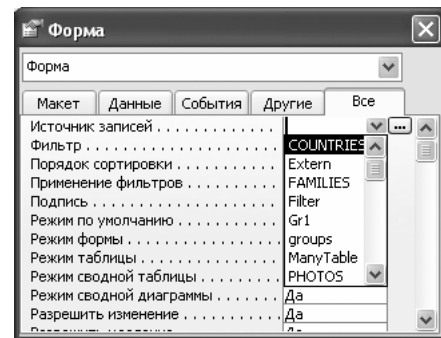 Форма
Форма
Макет Данные События Другие Все
Источник записей . . . . . . . . . . . . . ...
Фильтр . . . . . . . . . . . . . . . . . . . . . COUNTRIES
Порядок сортировки . . . . . . . . . . . Extern
Применение фильтров . . . . . . . . . FAMILIES
Подпись . . . . . . . . . . . . . . . . . . . . Filter
Режим по умолчанию . . . . . . . . . . Gr1
Режим формы . . . . . . . . . . . . . . . . groups
Режим таблицы . . . . . . . . . . . . . . . ManyTable
Режим сводной таблицы . . . . . . . . PHOTOS
Режим сводной диаграммы . . . . . . Да
Разрешить изменение . . . . . . . . . . Да